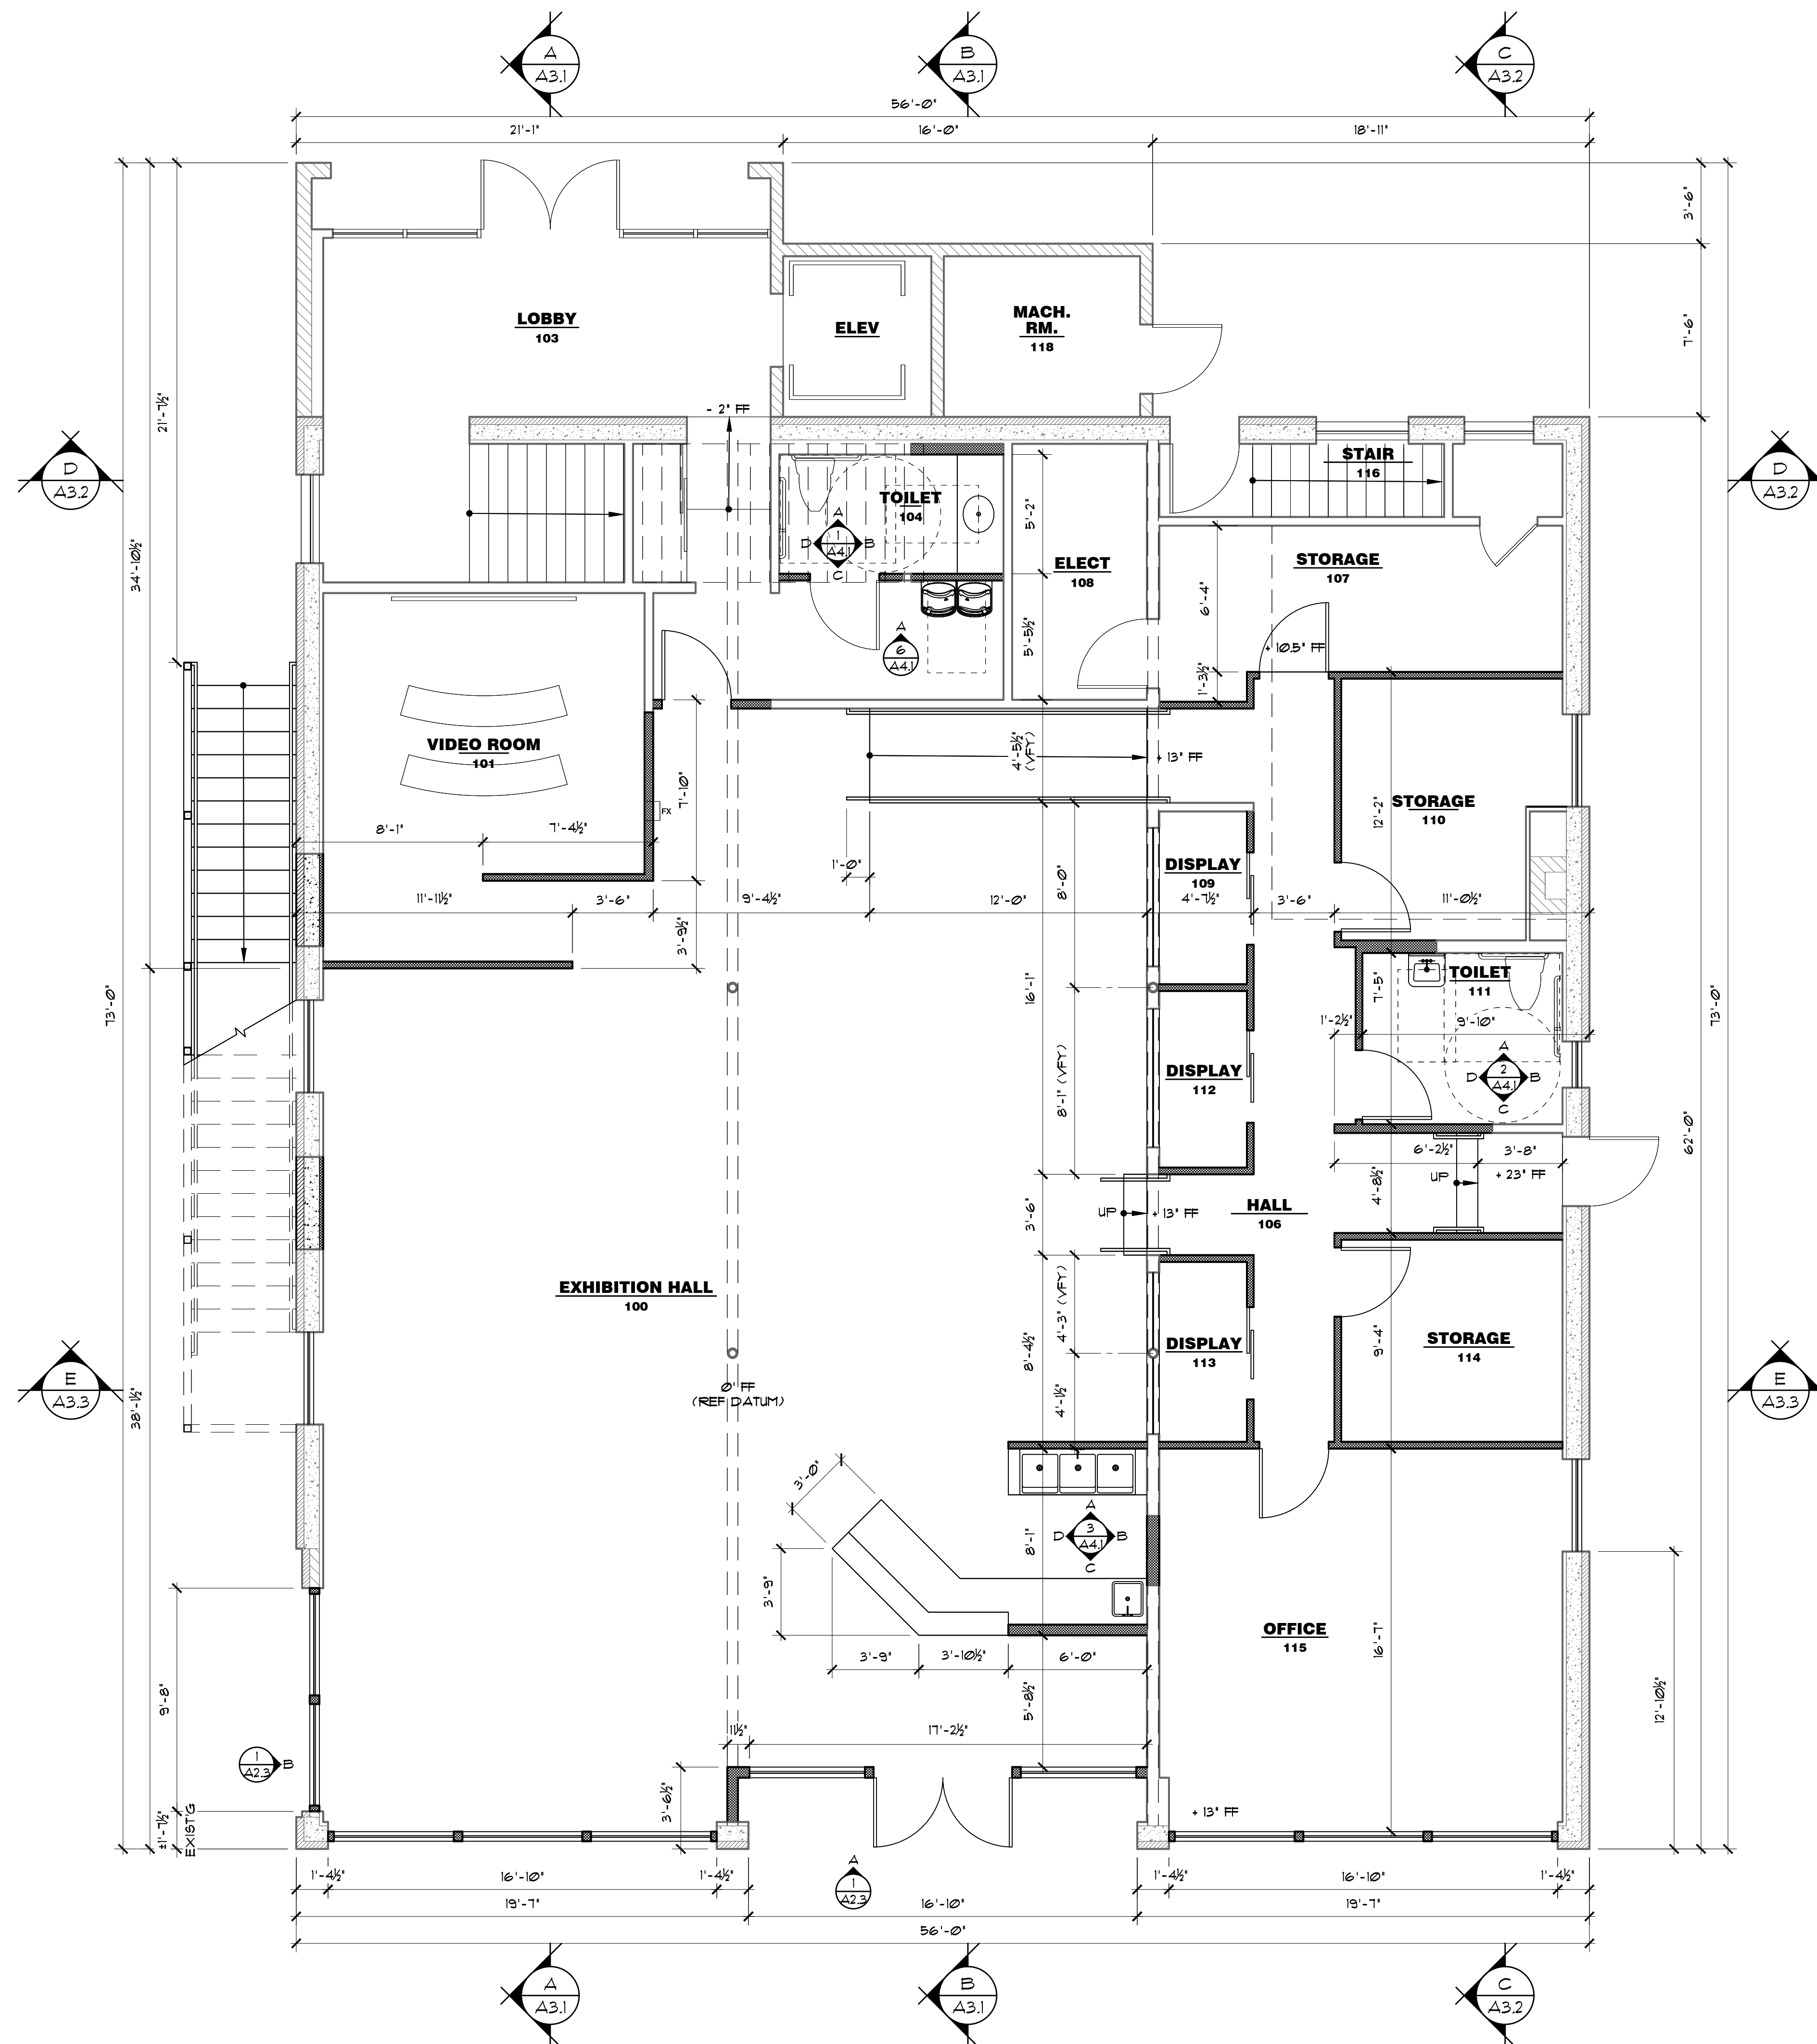 A
A3.1
B
A3.1
C
A3.2
56'-0"
21'-1"
16'-0"
18'-11"
3'-6"
7'-6"
LOBBY
103
ELEV
MACH.
RM.
118
- 2" FF
21'-7½"
D
A3.2
STAIR
116
D
A3.2
TOILET
104
A
D
1
B
A4.1
C
5'-2"
ELECT
108
STORAGE
107
34'-10½"
6'-4"
5'-5½"
A
6
A4.1
+ 10.5" FF
1'-3½"
VIDEO ROOM
101
4'-5½"
(VFY)
+ 13" FF
7'-10"
FX
STORAGE
110
12'-2"
8'-1"
7'-4½"
1'-0"
8'-0"
DISPLAY
109
11'-11½"
3'-6"
9'-4½"
12'-0"
4'-7½"
3'-6"
11'-0½"
3'-9½"
73'-0"
16'-1"
TOILET
111
7'-5"
1'-2½"
9'-10"
73'-0"
8'-1" (VFY)
DISPLAY
112
A
D
2
B
A4.1
C
62'-0"
6'-2½"
3'-8"
UP
+ 23" FF
4'-8½"
3'-6"
UP
+ 13" FF
HALL
106
EXHIBITION HALL
100
4'-3" (VFY)
8'-4½"
DISPLAY
113
9'-4"
STORAGE
114
E
A3.3
E
A3.3
38'-1½"
0" FF
(REF DATUM)
4'-1½"
3'-0"
A
D
3
B
A4.1
C
8'-1"
3'-9"
OFFICE
115
16'-7"
3'-9"
3'-10½"
6'-0"
9'-8"
5'-8½"
12'-10½"
11½"
17'-2½"
1
A2.3
B
3'-6½"
+ 13" FF
±1'-7½"
EXIST'G
A
1
A2.3
1'-4½"
16'-10"
1'-4½"
1'-4½"
16'-10"
1'-4½"
19'-7"
16'-10"
19'-7"
56'-0"
A
A3.1
B
A3.1
C
A3.2